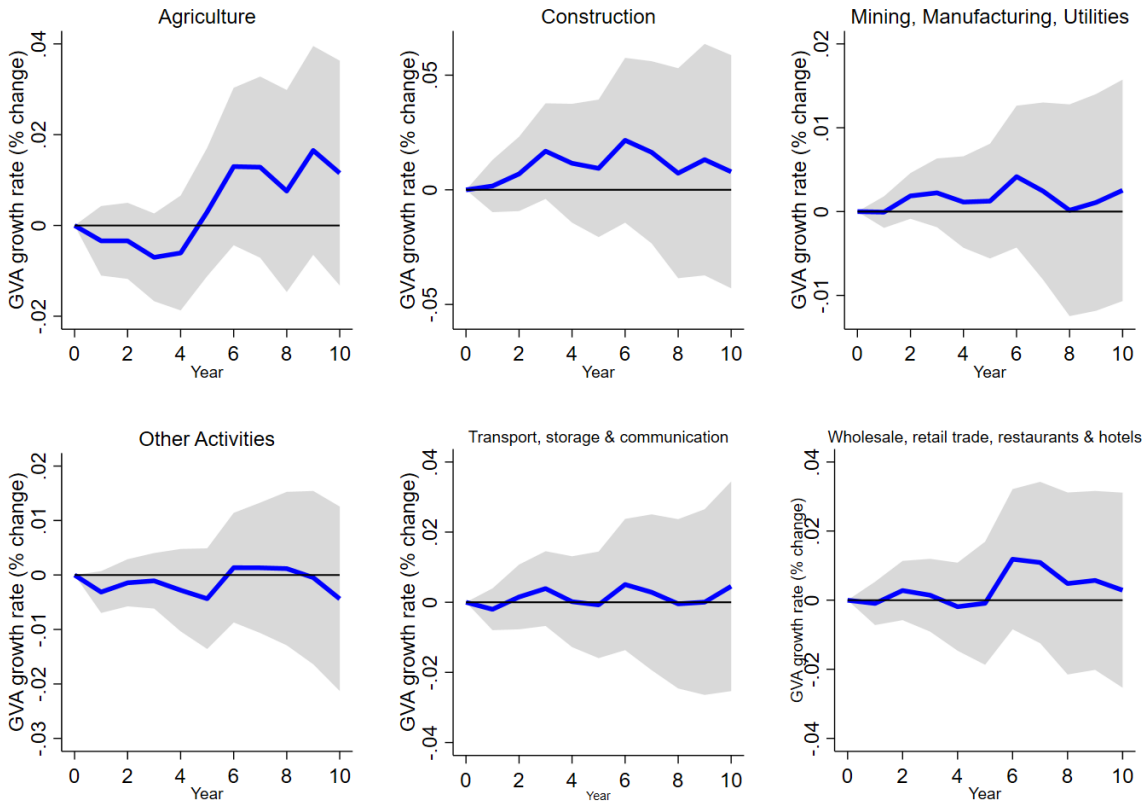 Agriculture
GVA growth rate (% change)
.04
.02
0
-.02
0 2 4 6 8 10
Year
Construction
GVA growth rate (% change)
.05
0
-.05
0 2 4 6 8 10
Year
Mining, Manufacturing, Utilities
GVA growth rate (% change)
.02
.01
0
-.01
0 2 4 6 8 10
Year
Other Activities
GVA growth rate (% change)
.02
.01
0
-.01
-.02
-.03
0 2 4 6 8 10
Year
Transport, storage & communication
GVA growth rate (% change)
.04
.02
0
-.02
-.04
0 2 4 6 8 10
Year
Wholesale, retail trade, restaurants & hotels
GVA growth rate (% change)
.04
.02
0
-.02
-.04
0 2 4 6 8 10
Year